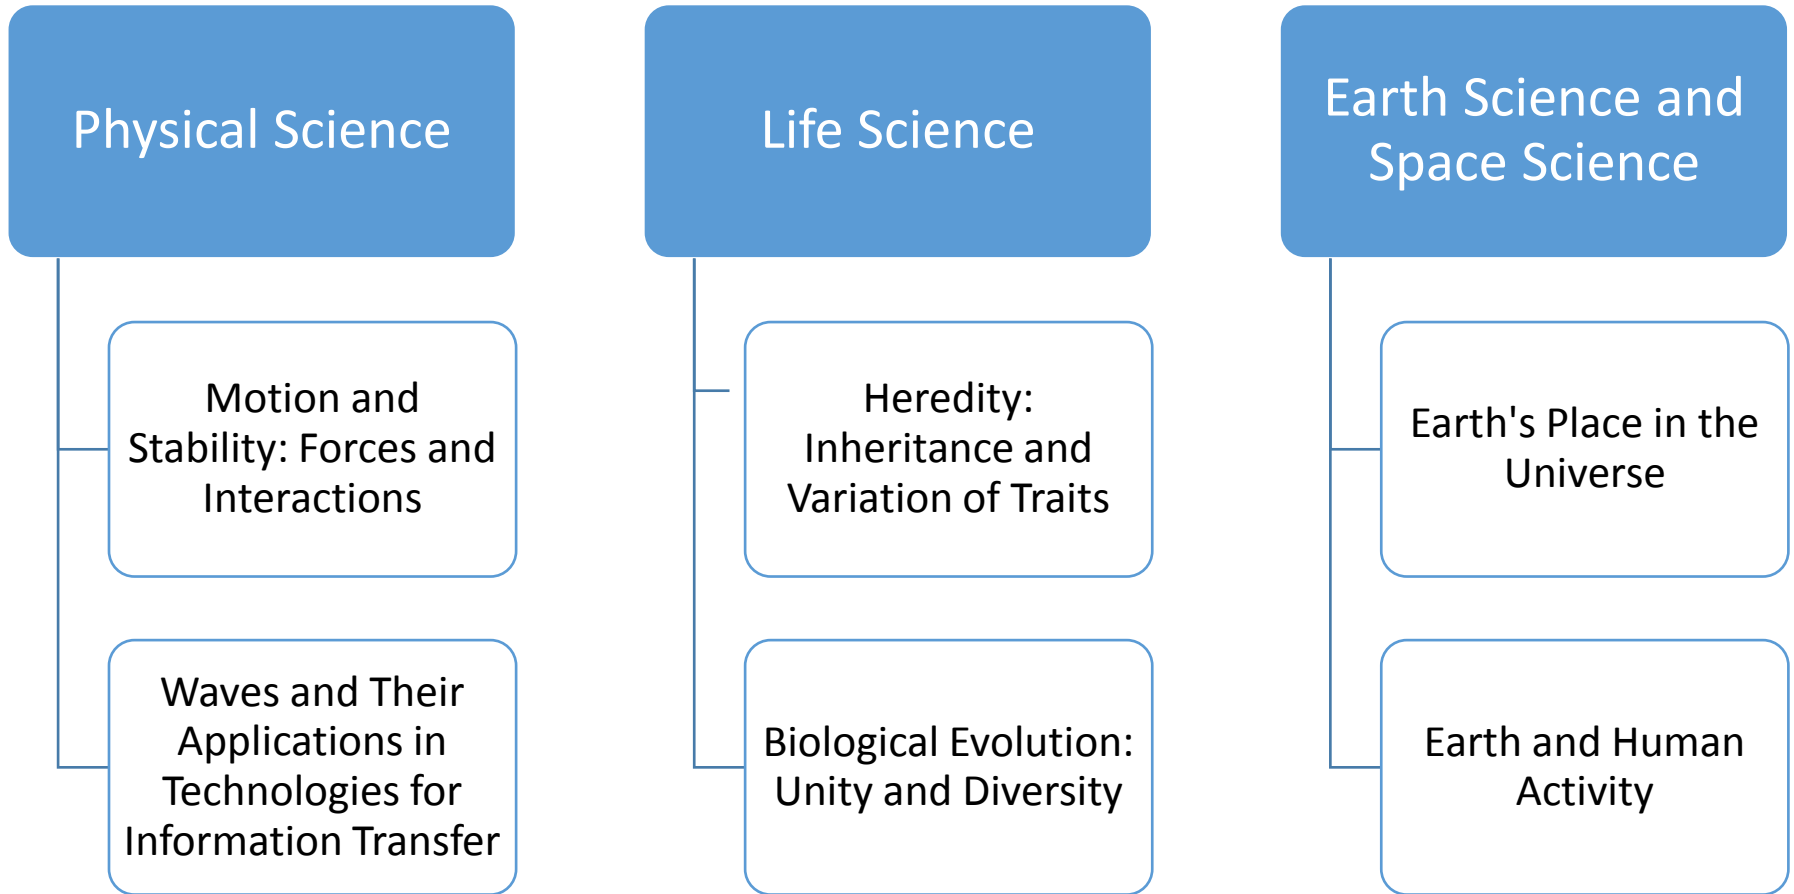 Physical Science
Motion and
Stability: Forces and
Interactions
Waves and Their
Applications in
Technologies for
Information Transfer
Life Science
Heredity:
Inheritance and
Variation of Traits
Biological Evolution:
Unity and Diversity
Earth Science and
Space Science
Earth's Place in the
Universe
Earth and Human
Activity